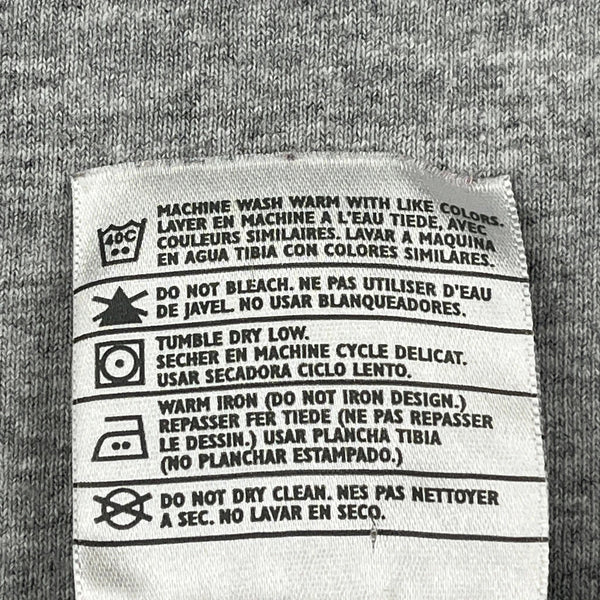 40C
MACHINE WASH WARM WITH LIKE COLORS.
LAVER EN MACHINE A L'EAU TIEDE, AVEC
COULEURS SIMILAIRES. LAVAR A MAQUINA
EN AGUA TIBIA CON COLORES SIMILARES.
DO NOT BLEACH. NE PAS UTILISER D'EAU
DE JAVEL. NO USAR BLANQUEADORES.
TUMBLE DRY LOW.
SECHER EN MACHINE CYCLE DELICAT.
USAR SECADORA CICLO LENTO.
WARM IRON (DO NOT IRON DESIGN.)
REPASSER FER TIEDE (NE PAS REPASSER
LE DESSIN.) USAR PLANCHA TIBIA
(NO PLANCHAR ESTAMPADO.)
DO NOT DRY CLEAN. NES PAS NETTOYER
A SEC. NO LAVAR EN SECO.